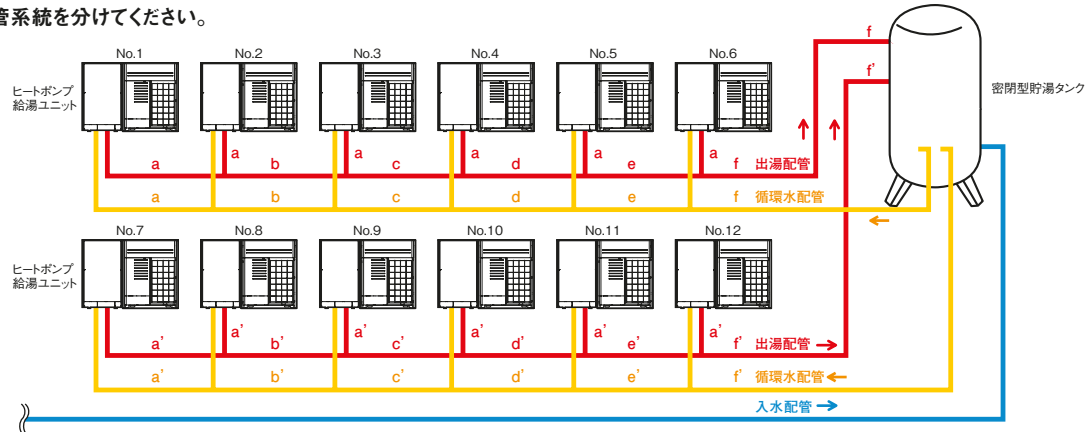 管系統を分けてください。
f
f'
No.1 No.2 No.3 No.4 No.5 No.6
ヒートポンプ
給湯ユニット
密閉型貯湯タンク
a a a a a
a b c d e f 出湯配管
a b c d e f 循環水配管
No.7 No.8 No.9 No.10 No.11 No.12
ヒートポンプ
給湯ユニット
a' a' a' a' a'
a' b' c' d' e' f' 出湯配管
a' b' c' d' e' f' 循環水配管
入水配管